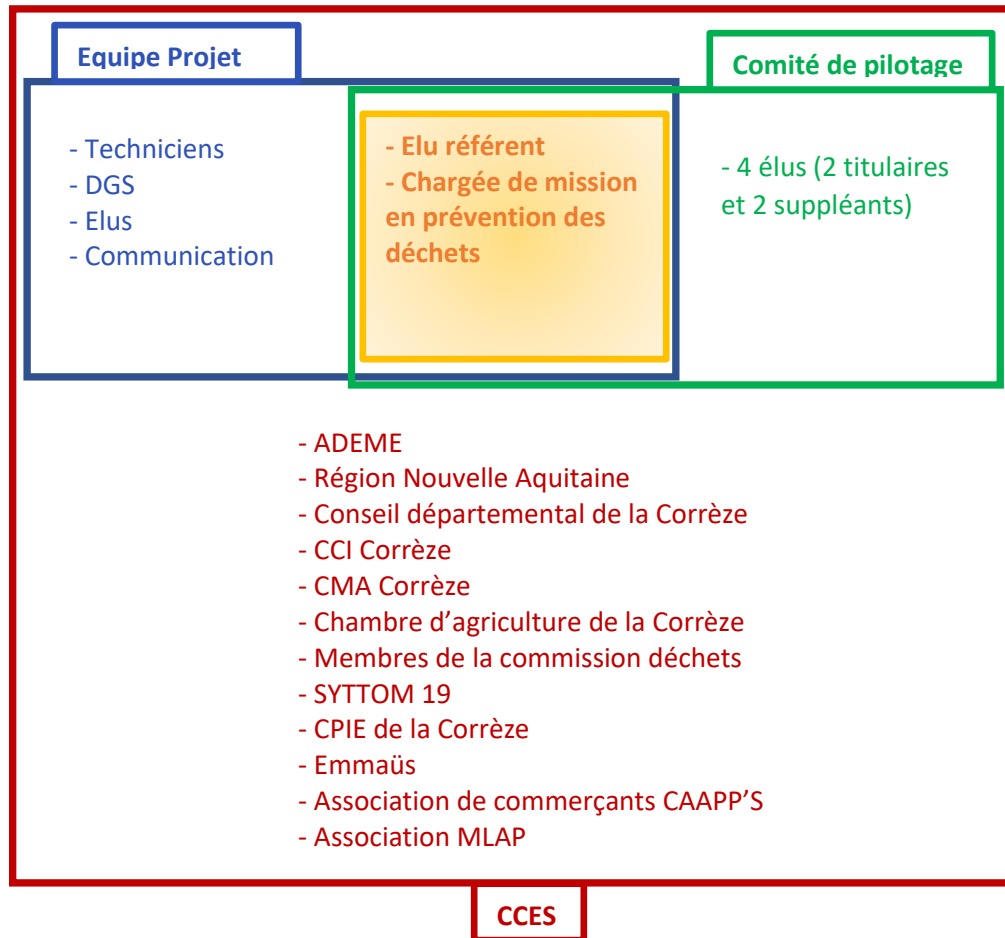 Equipe Projet
Comité de pilotage
- Techniciens
- DGS
- Elus
- Communication
- Elu référent
- Chargée de mission
en prévention des
déchets
- 4 élus (2 titulaires
et 2 suppléants)
- ADEME
- Région Nouvelle Aquitaine
- Conseil départemental de la Corrèze
- CCI Corrèze
- CMA Corrèze
- Chambre d’agriculture de la Corrèze
- Membres de la commission déchets
- SYTTOM 19
- CPIE de la Corrèze
- Emmaüs
- Association de commerçants CAAPP’S
- Association MLAP
CCES